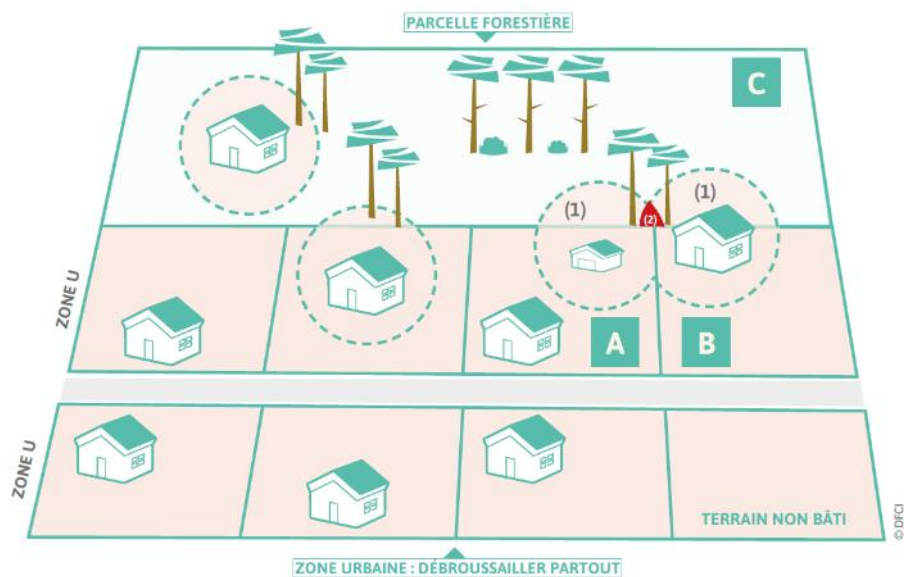 PARCELLE FORESTIÈRE
C
(1)
(1)
(2)
ZONE U
A
B
ZONE U
TERRAIN NON BÂTI
© DFCI
ZONE URBAINE : DÉBROUSSAILLER PARTOUT